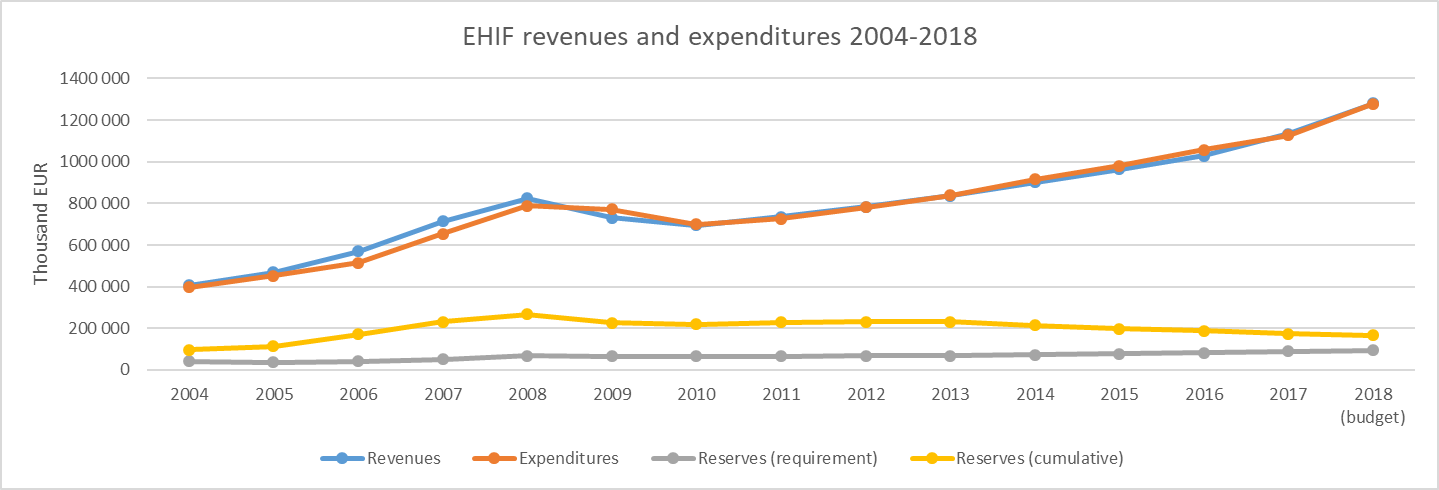 EHIF revenues and expenditures 2004-2018
Thousand EUR
1400 000
1200 000
1000 000
800 000
600 000
400 000
200 000
0
2004 2005 2006 2007 2008 2009 2010 2011 2012 2013 2014 2015 2016 2017 2018
(budget)
Revenues Expenditures Reserves (requirement) Reserves (cumulative)